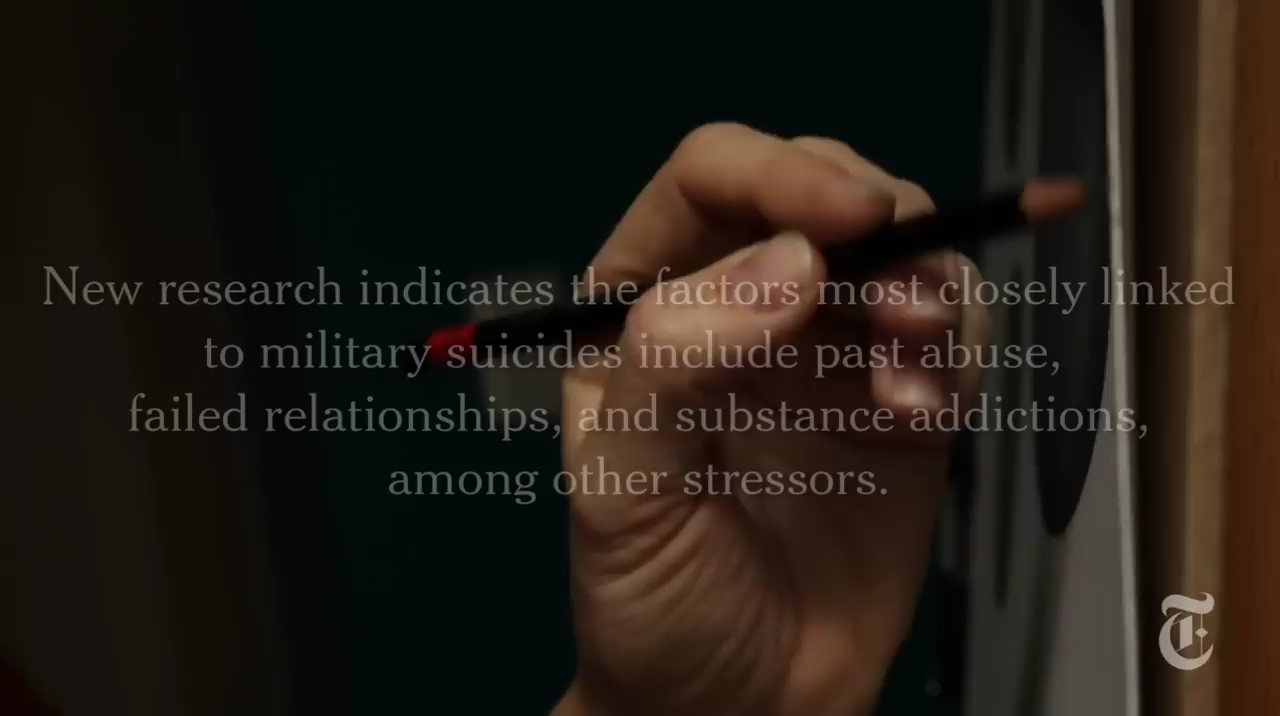 New research indicates the factors most closely linked
to military suicides include past abuse,
failed relationships, and substance addictions,
among other stressors.
T